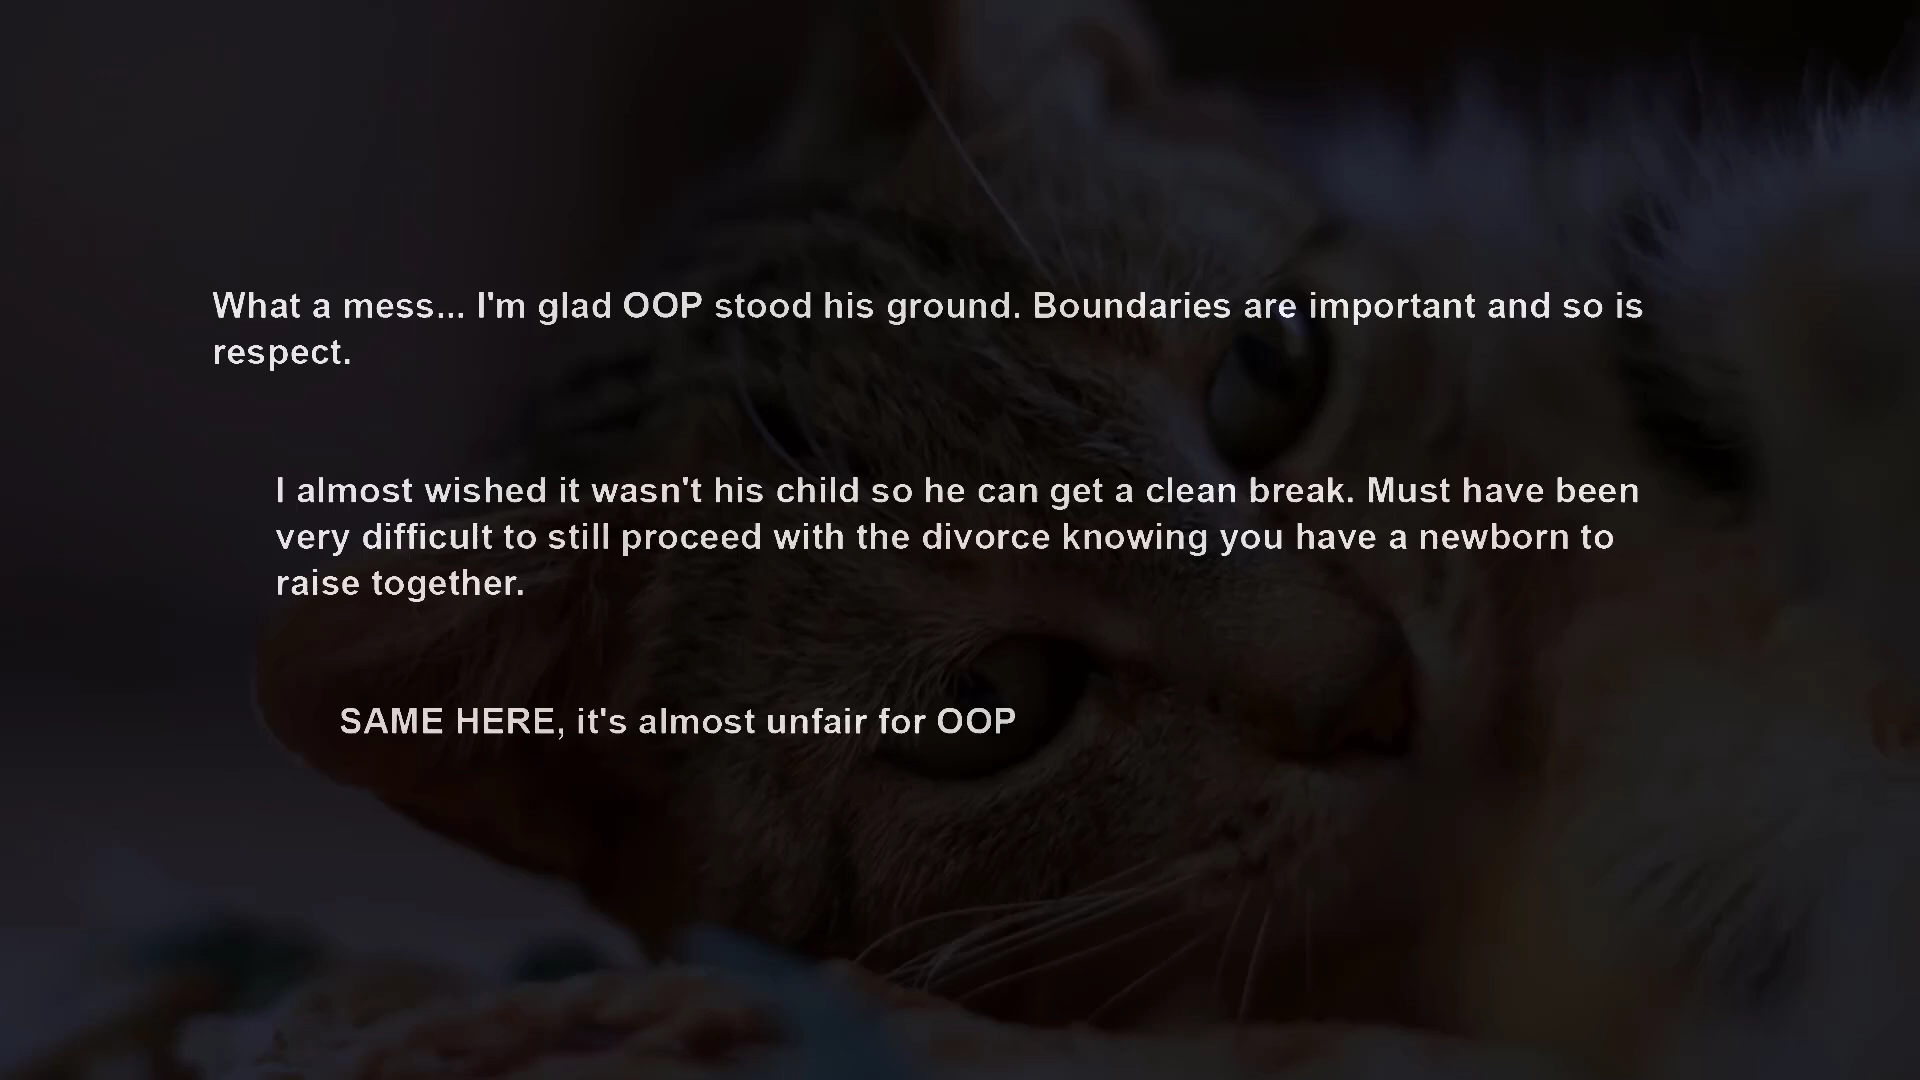 What a mess... I'm glad OOP stood his ground. Boundaries are important and so is
respect.
I almost wished it wasn't his child so he can get a clean break. Must have been
very difficult to still proceed with the divorce knowing you have a newborn to
raise together.
SAME HERE, it's almost unfair for OOP